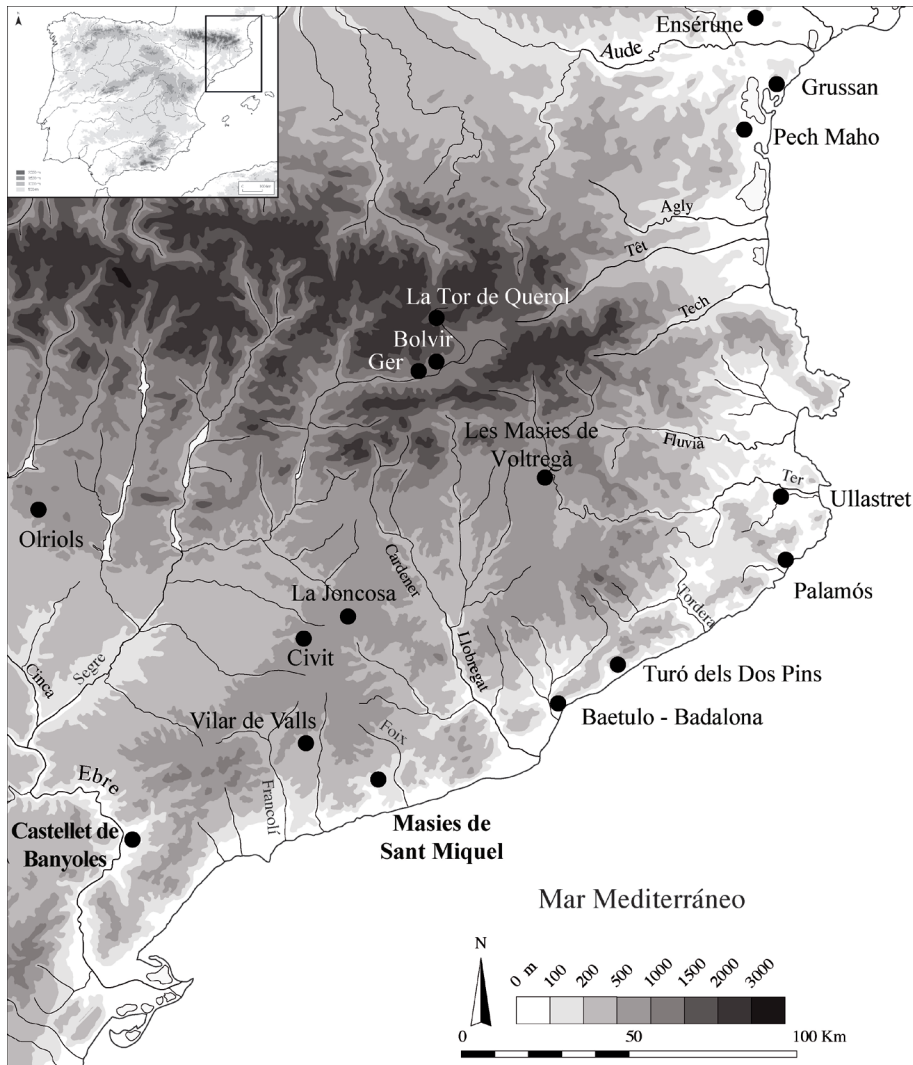 Ensérune
Aude
Grussan
Pech Maho
Agly
Têt
La Tor de Querol
Tech
Bolvir
Ger
Les Masies de
Voltregà
Fluvià
Ter
Ullastret
Olriols
Cardener
Palamós
La Joncosa
Tordera
Civit
Llobregat
Segre
Cinca
Turó dels Dos Pins
Baetulo - Badalona
Vilar de Valls
Foix
Ebre
Francolí
Castellet de
Banyoles
Masies de
Sant Miquel
Mar Mediterráneo
N
0 m 100 200 500 1000 1500 2000 3000
0 50 100 Km